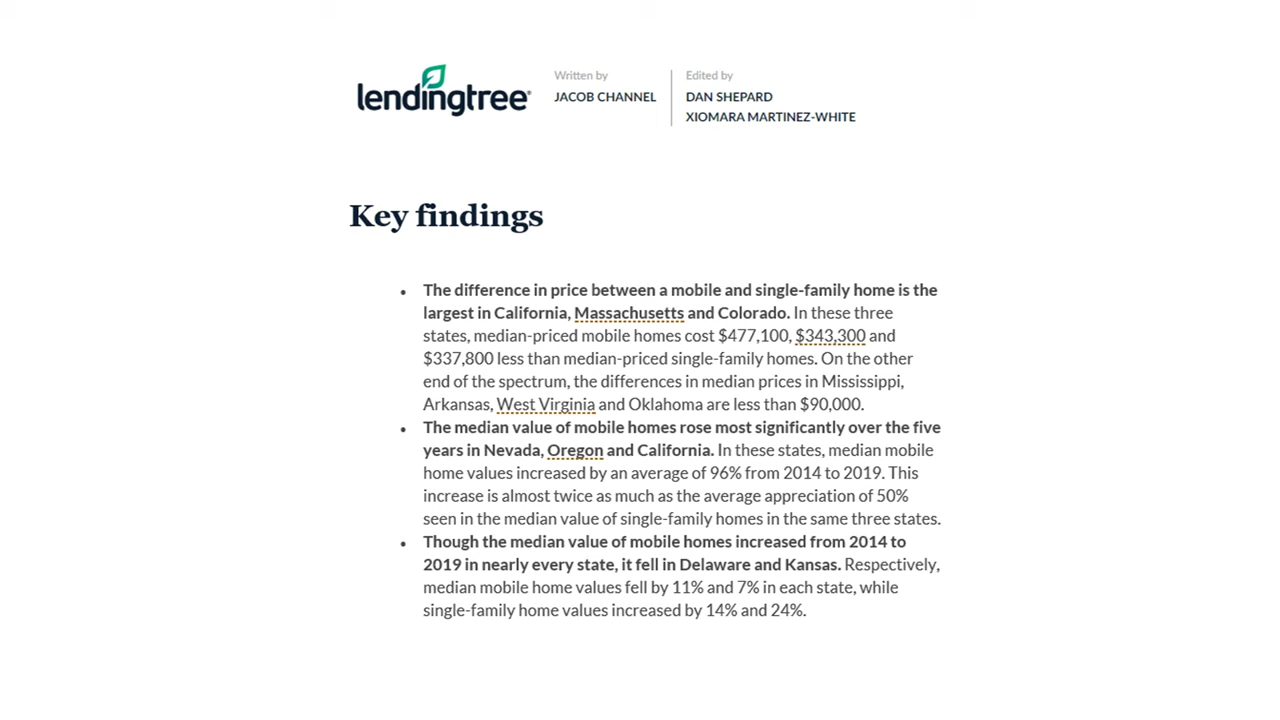 lendingtree
Written by
JACOB CHANNEL
Edited by
DAN SHEPARD
XIOMARA MARTINEZ-WHITE
Key findings
• The difference in price between a mobile and single-family home is the
largest in California, Massachusetts and Colorado. In these three
states, median-priced mobile homes cost $477,100, $343,300 and
$337,800 less than median-priced single-family homes. On the other
end of the spectrum, the differences in median prices in Mississippi,
Arkansas, West Virginia and Oklahoma are less than $90,000.
• The median value of mobile homes rose most significantly over the five
years in Nevada, Oregon and California. In these states, median mobile
home values increased by an average of 96% from 2014 to 2019. This
increase is almost twice as much as the average appreciation of 50%
seen in the median value of single-family homes in the same three states.
• Though the median value of mobile homes increased from 2014 to
2019 in nearly every state, it fell in Delaware and Kansas. Respectively,
median mobile home values fell by 11% and 7% in each state, while
single-family home values increased by 14% and 24%.